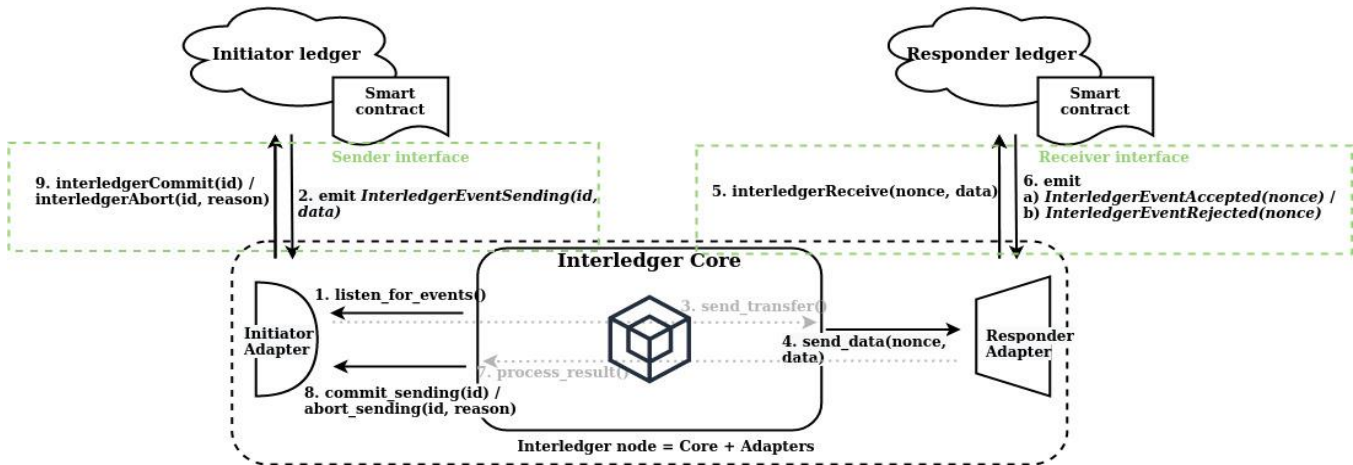 Initiator ledger
Smart
contract
Responder ledger
Smart
contract
Sender interface
Receiver interface
9. interledgerCommit(id) /
interledgerAbort(id, reason)
2. emit InterledgerEventSending(id,
data)
5. interledgerReceive(nonce, data)
6. emit
a) InterledgerEventAccepted(nonce) /
b) InterledgerEventRejected(nonce)
Interledger Core
1. listen_for_events()
3. send_transfer()
Initiator
Adapter
4. send_data(nonce,
data)
Responder
Adapter
7. process_result()
8. commit_sending(id) /
abort_sending(id, reason)
Interledger node = Core + Adapters